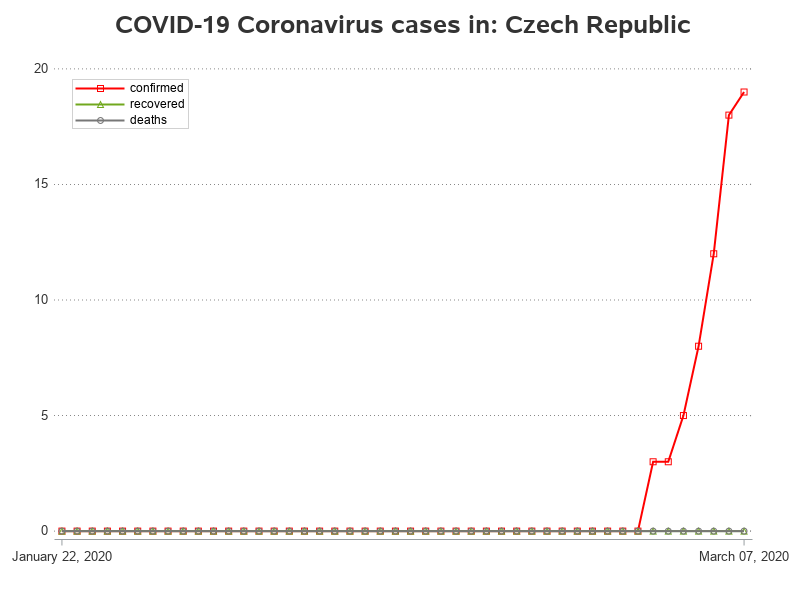 COVID-19 Coronavirus cases in: Czech Republic
20
confirmed
recovered
deaths
15
10
5
0
January 22, 2020
March 07, 2020